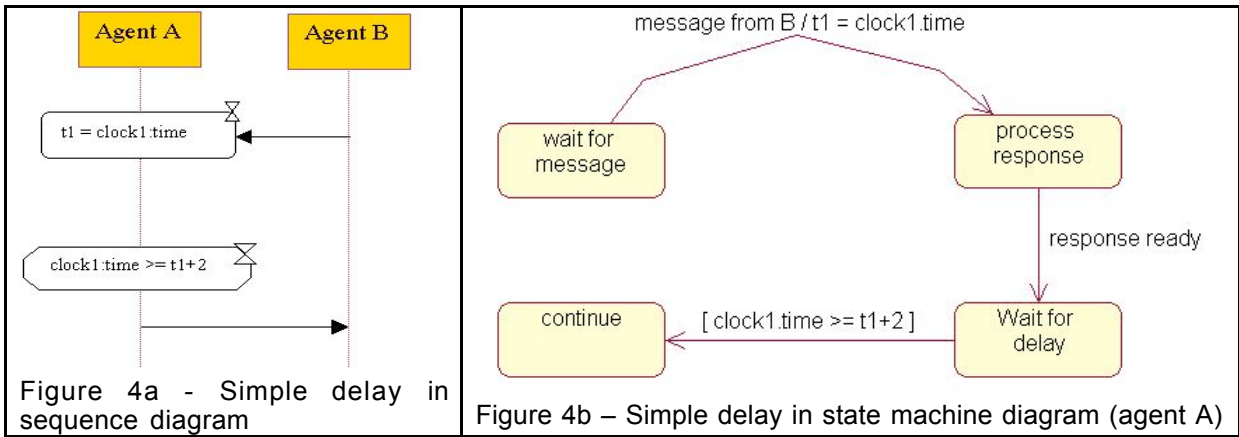 Agent A
Agent B
t1 = clock1:time
clock1:time >= t1+2
Figure 4a - Simple delay in
sequence diagram
message from B / t1 = clock1.time
wait for
message
process
response
response ready
continue
[ clock1.time >= t1+2 ]
Wait for
delay
Figure 4b – Simple delay in state machine diagram (agent A)